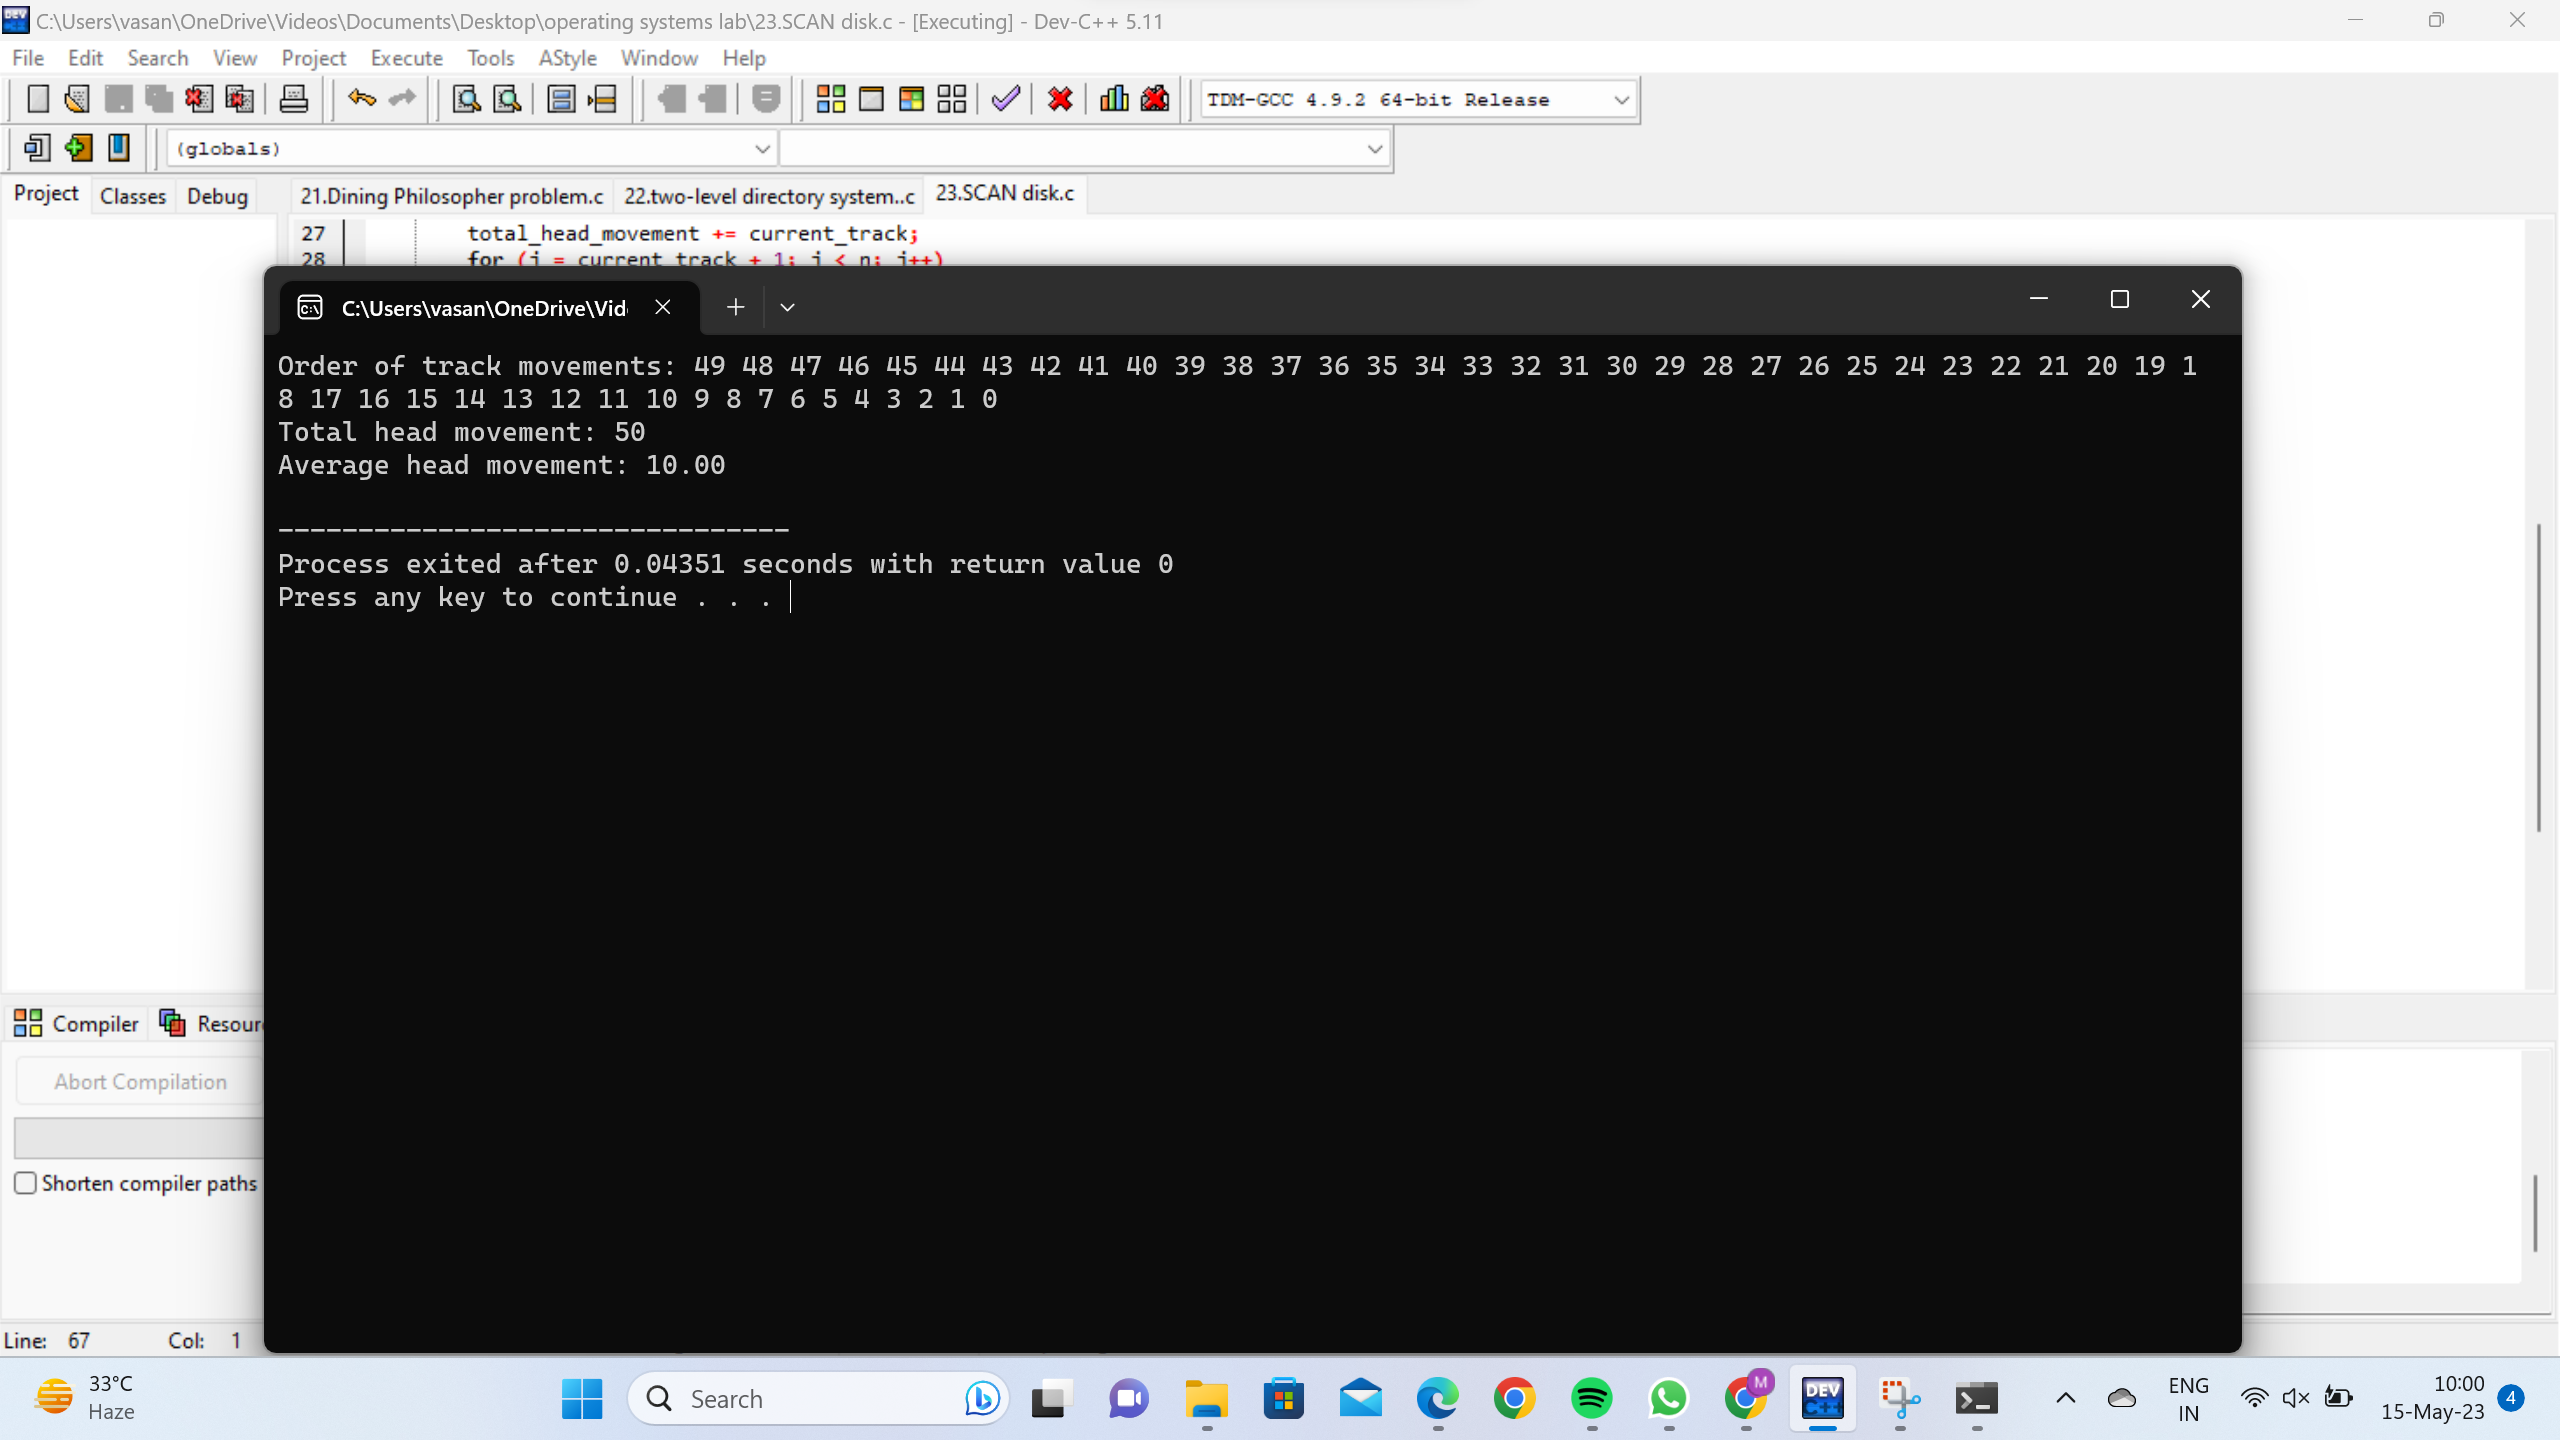 C:\Users\vasan\OneDrive\Videos\Documents\Desktop\operating systems lab\23.SCAN disk.c - [Executing] - Dev-C++ 5.11
File Edit Search View Project Execute Tools AStyle Window Help
TDM-GCC 4.9.2 64-bit Release
(globals)
Project Classes Debug 21.Dining Philosopher problem.c 22.two-level directory system..c 23.SCAN disk.c
27 total_head_movement += current_track;
28 for (i = current_track + 1; i < n; i++)
C:\Users\vasan\OneDrive\Vid
Order of track movements: 49 48 47 46 45 44 43 42 41 40 39 38 37 36 35 34 33 32 31 30 29 28 27 26 25 24 23 22 21 20 19 1
8 17 16 15 14 13 12 11 10 9 8 7 6 5 4 3 2 1 0
Total head movement: 50
Average head movement: 10.00
--------------------------------
Process exited after 0.04351 seconds with return value 0
Press any key to continue . . .
Compiler Resour
Abort Compilation
Shorten compiler paths
Line: 67 Col: 1
33°C
Haze
Search
M
DEV
C++
ENG
IN
10:00
15-May-23
4